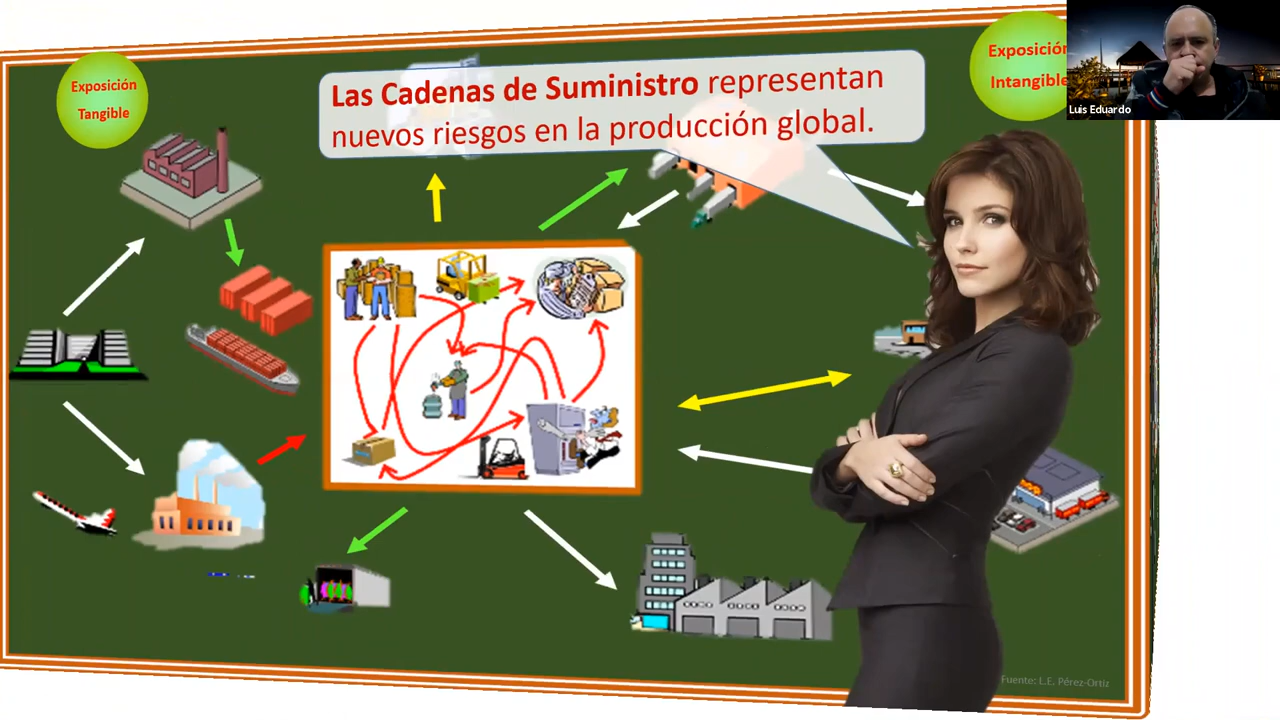 Exposición
Tangible
Las Cadenas de Suministro representan
nuevos riesgos en la producción global.
Exposición
Intangible
Luis Eduardo
Fuente: L.E. Pérez-Ortiz